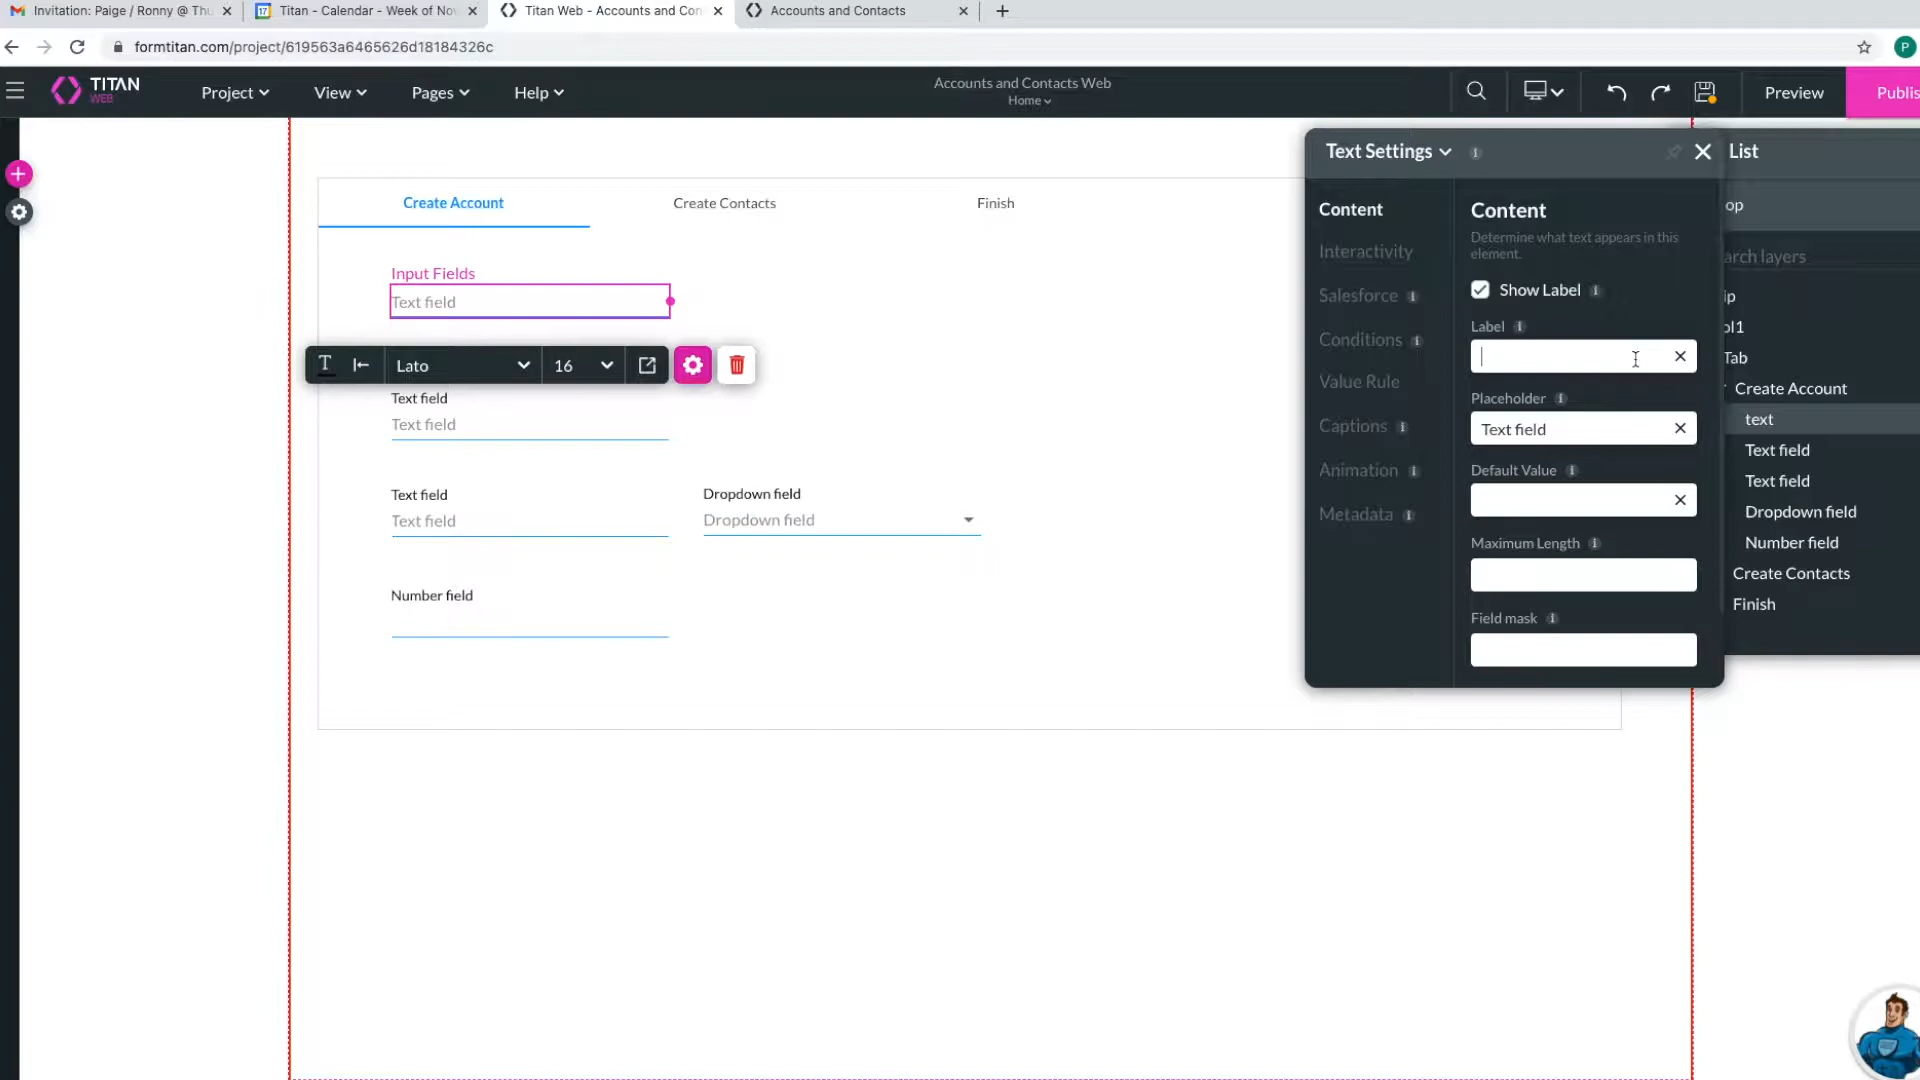 Invitation: Paige / Ronny @ Thu
17
Titan - Calendar - Week of Nov
Titan Web - Accounts and Con
Accounts and Contacts
formtitan.com/project/619563a6465626d18184326c
P
TITAN
WEB
Project
View
Pages
Help
Accounts and Contacts Web
Home
Preview
Publis
Text Settings
List
Create Account
Create Contacts
Finish
Input Fields
Text field
T
Lato
16
Text field
Text field
Text field
Text field
Dropdown field
Dropdown field
Number field
Content
Interactivity
Salesforce
Conditions
Value Rule
Captions
Animation
Metadata
Content
Determine what text appears in this
element.
Show Label
Label
Placeholder
Text field
Default Value
Maximum Length
Field mask
op
arch layers
ip
ol1
Tab
Create Account
text
Text field
Text field
Dropdown field
Number field
Create Contacts
Finish